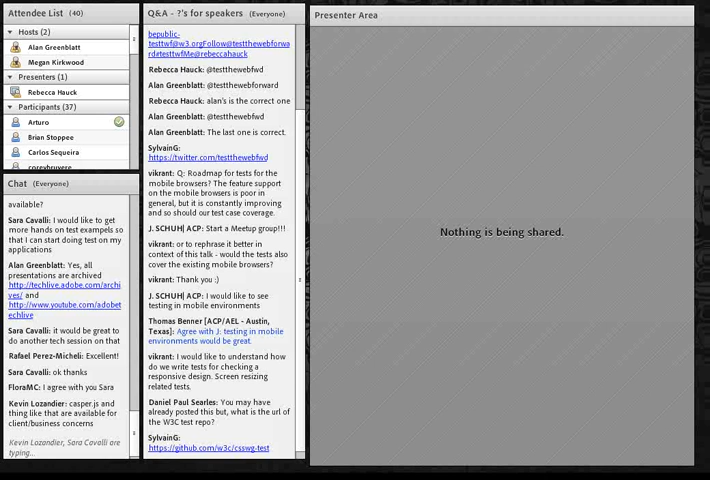 Attendee List (40)
Hosts (2)
Alan Greenblatt
Megan Kirkwood
Presenters (1)
Rebecca Hauck
Participants (37)
Arturo
Brian Stoppee
Carlos Sequeira
coreybruyere
Chat (Everyone)
available?
Sara Cavalli: I would like to get
more hands on test exampels so
that I can start doing test on my
applications
Alan Greenblatt: Yes, all
presentations are archived
http://techlive.adobe.com/archi
ves/ and
http://www.youtube.com/adobet
echlive
Sara Cavalli: it would be great to
do another tech session on that
Rafael Perez-Micheli: Excellent!
Sara Cavalli: ok thanks
FloraMC: I agree with you Sara
Kevin Lozandier: casper.js and
thing like that are available for
client/business concerns
Kevin Lozandier, Sara Cavalli are
typing...
Q&A - ?'s for speakers (Everyone)
bepublic-
testtwf@w3.orgFollow@testthewebforwa
rd#testtwfMe@rebeccahauck
Rebecca Hauck: @testthewebfwd
Alan Greenblatt: @testthewebforward
Rebecca Hauck: alan's is the correct one
Alan Greenblatt: @testthewebfwd
Alan Greenblatt: The last one is correct.
SylvainG:
https://twitter.com/testthewebfwd
vikrant: Q: Roadmap for tests for the
mobile browsers? The feature support
on the mobile browsers is poor in
general, but it is constantly improving
and so should our test case coverage.
J. SCHUH| ACP: Start a Meetup group!!!
vikrant: or to rephrase it better in
context of this talk - would the tests also
cover the existing mobile browsers?
vikrant: Thank you :)
J. SCHUH| ACP: I would like to see
testing in mobile environments
Thomas Benner [ACP/AEL - Austin,
Texas]: Agree with J: testing in mobile
environments would be great.
vikrant: I would like to understand how
do we write tests for checking a
responsive design. Screen resizing
related tests.
Daniel Paul Searles: You may have
already posted this but, what is the url of
the W3C test repo?
SylvainG:
https://github.com/w3c/csswg-test
Presenter Area
Nothing is being shared.